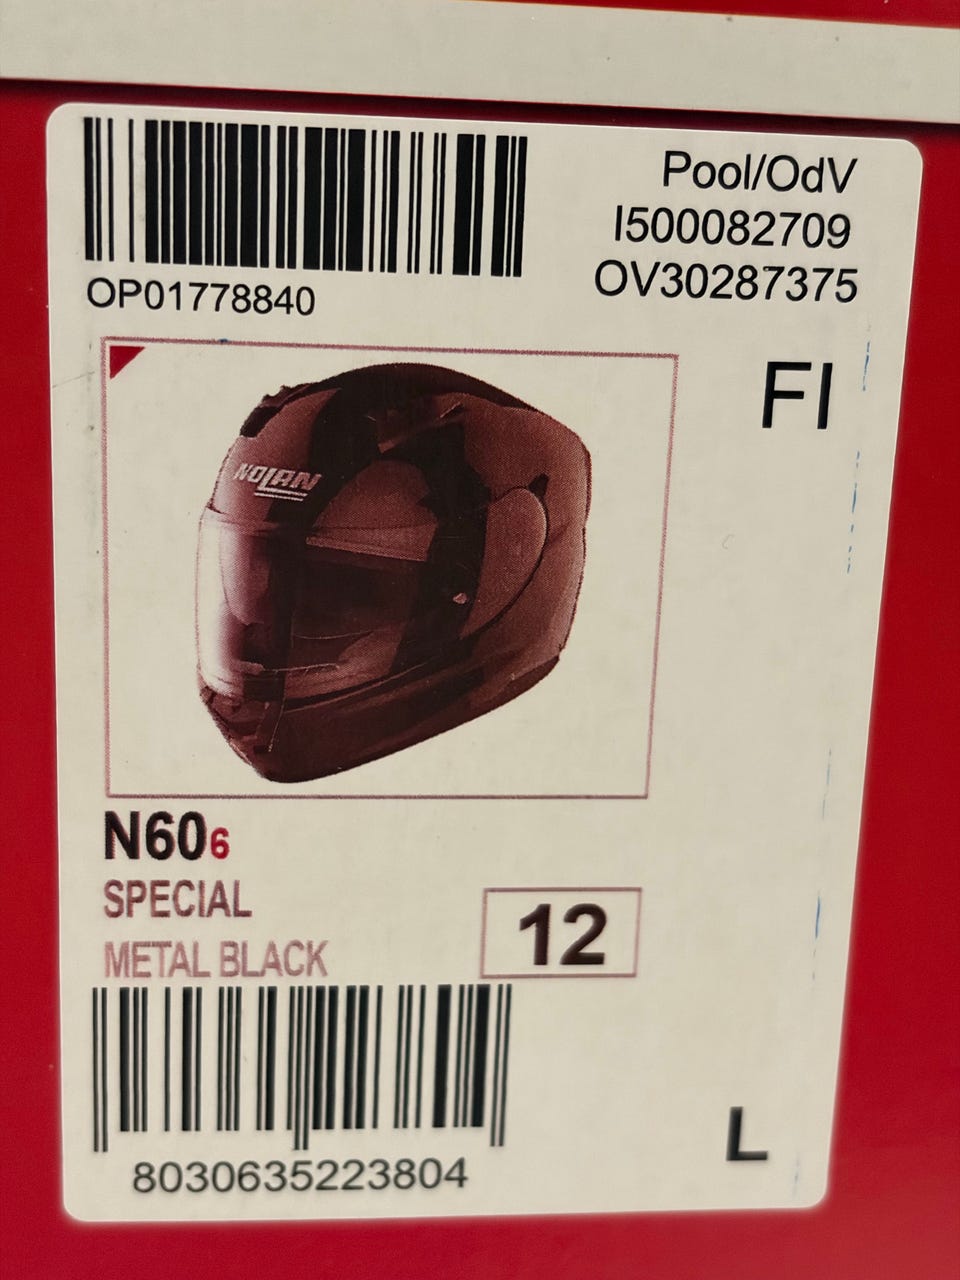 Pool/OdV
I500082709
OV30287375
OP01778840
FI
NOLAN
N606
SPECIAL
METAL BLACK
12
8030635223804
L